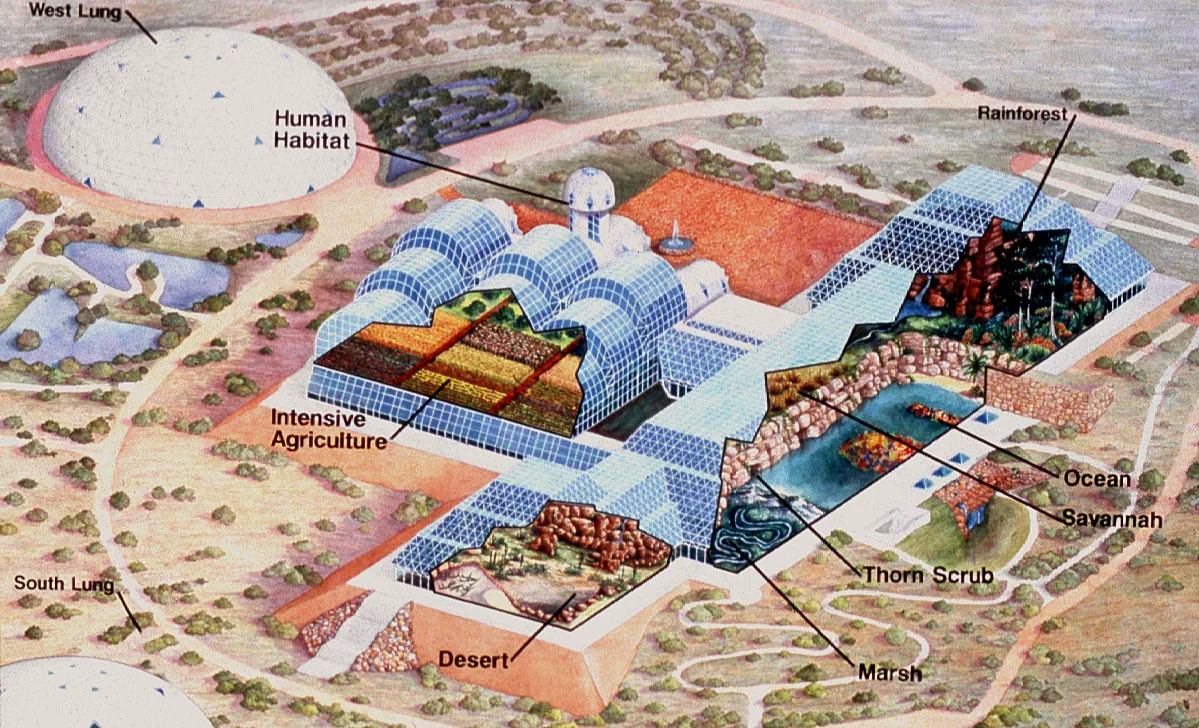 West Lung
Human
Habitat
Rainforest
Intensive
Agriculture
Ocean
Savannah
Thorn Scrub
South Lung
Desert
Marsh